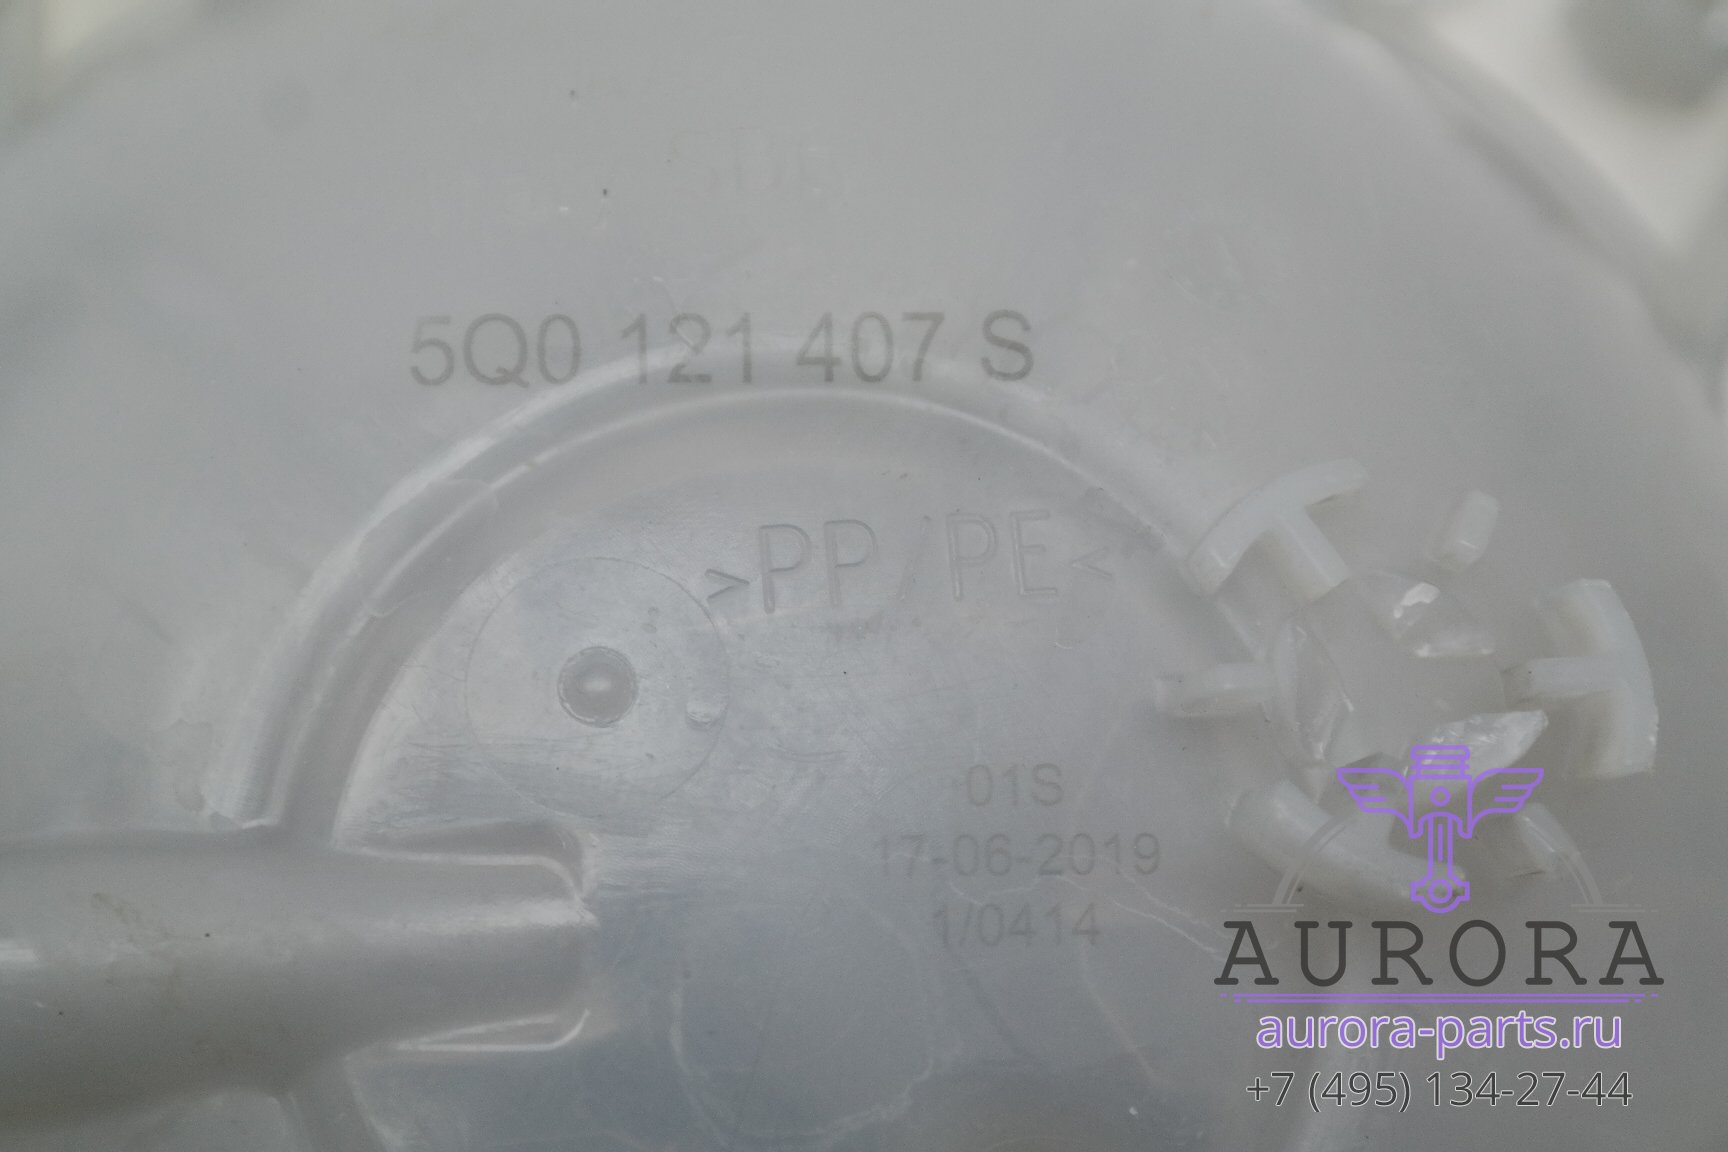 5Q0 121 407 S
>PP/PE<
01S
17-06-2019
1/0414
AURORA
aurora-parts.ru
+7 (495) 134-27-44